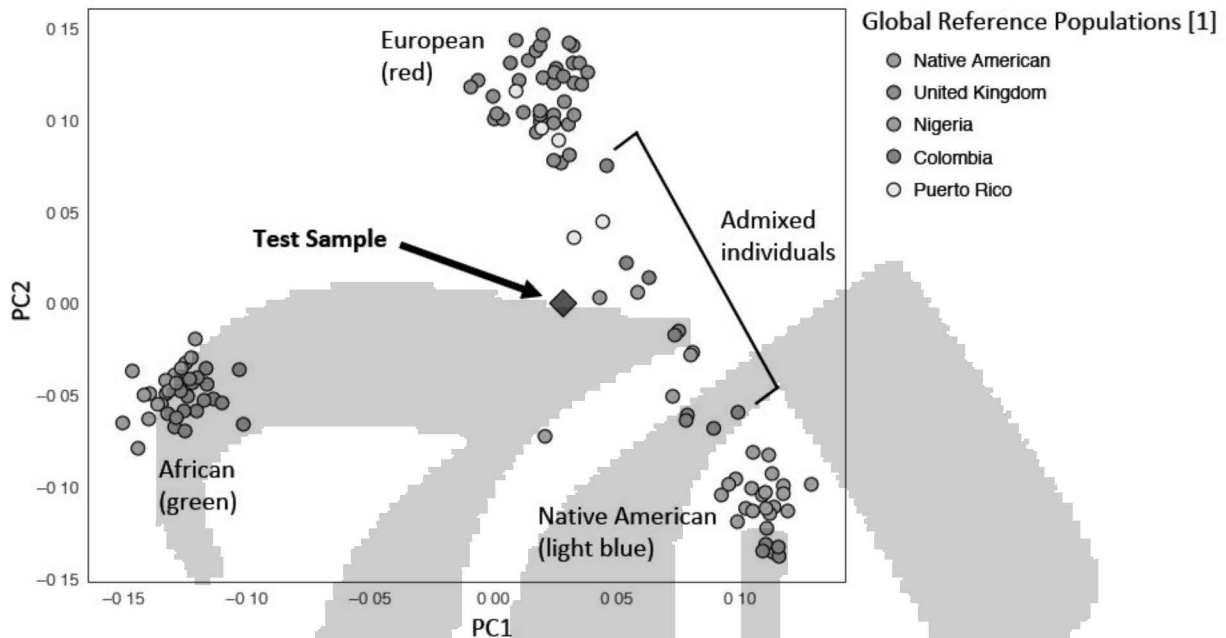 Global Reference Populations [1]
Native American
United Kingdom
Nigeria
Colombia
Puerto Rico
European
(red)
Admixed
individuals
Test Sample
African
(green)
Native American
(light blue)
PC2
0 15
0 10
0 05
0 00
−0 05
−0 10
−0 15
−0 15
−0 10
−0 05
0 00
0 05
0 10
PC1